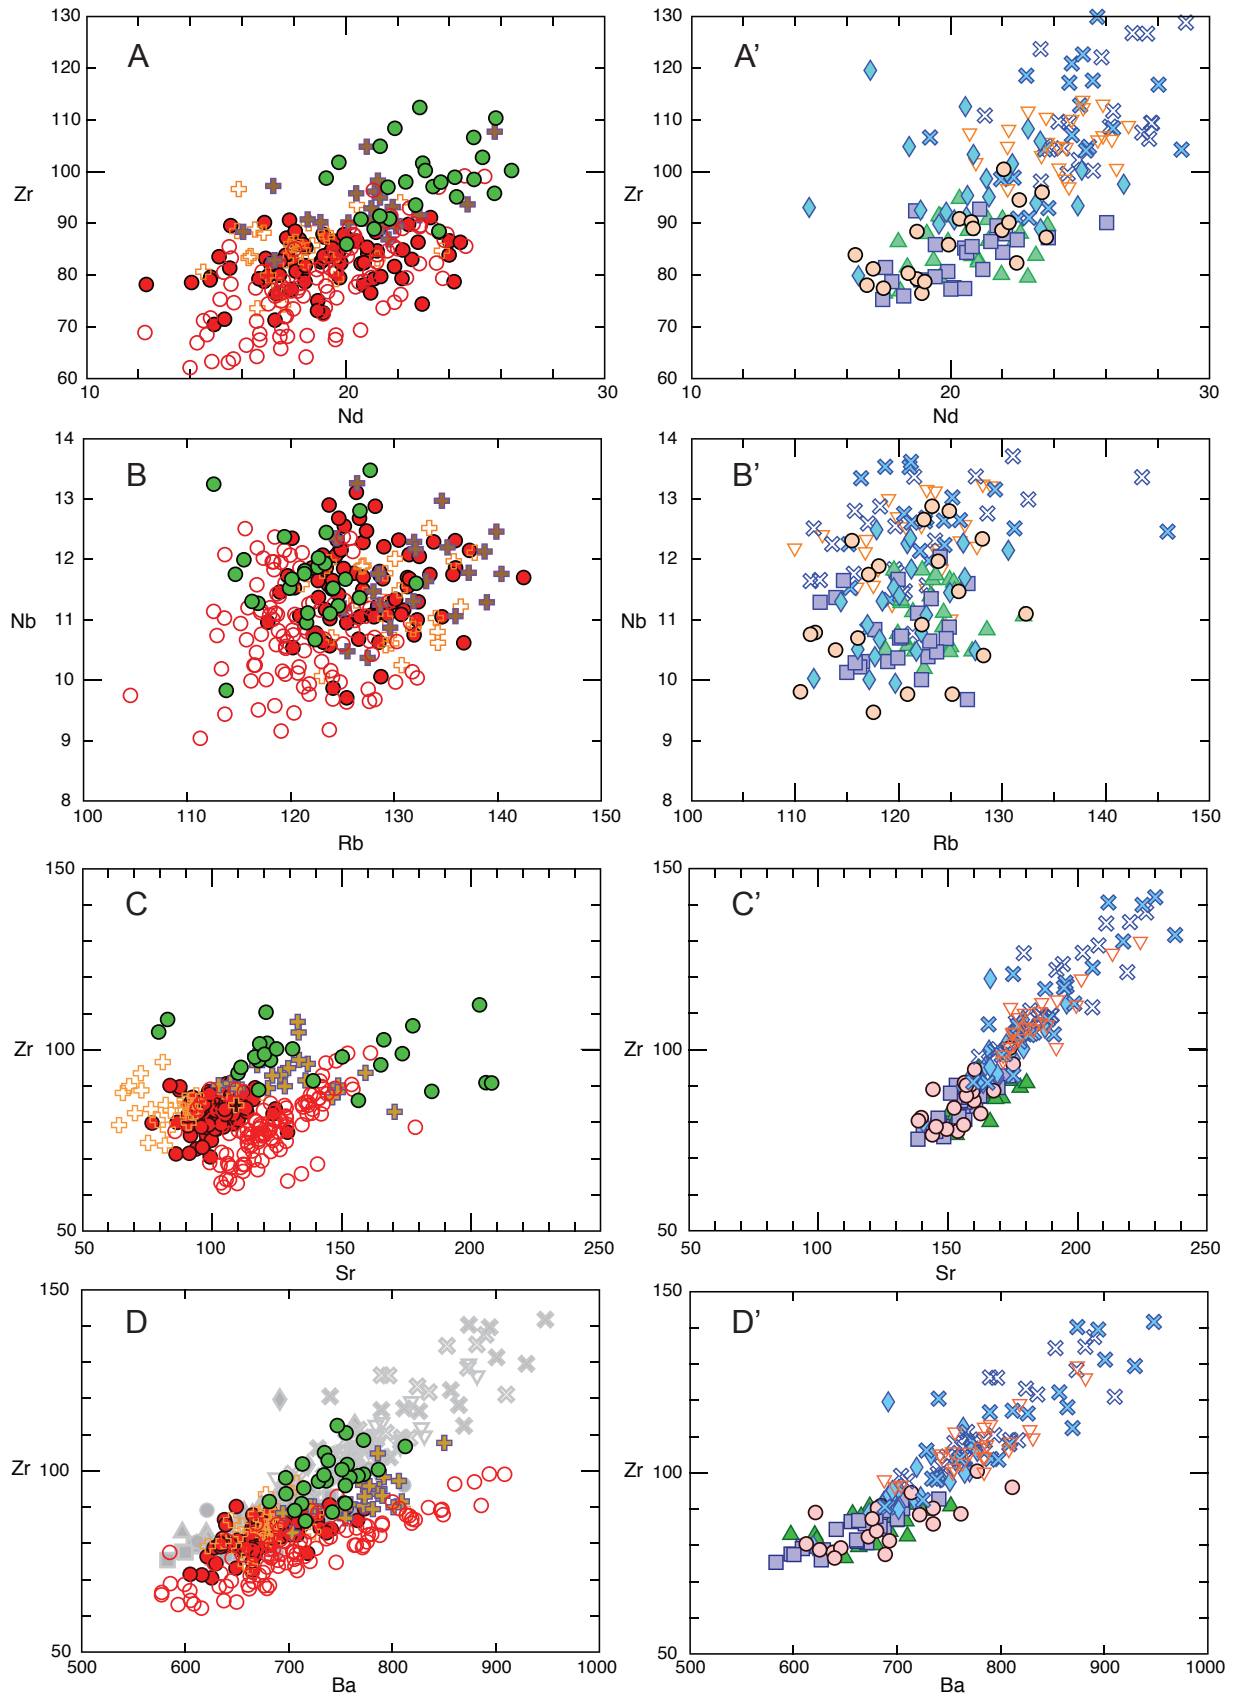 130 130
A A’
120 120
110 110
100 100
Zr Zr
90 90
80 80
70 70
60 60
10 20 30 10 20 30
Nd Nd
14 14
B B’
13 13
12 12
Nb 11 Nb 11
10 10
9 9
8 8
100 110 120 130 140 150 100 110 120 130 140 150
Rb Rb
150 150
C C’
Zr 100 Zr 100
50 50
50 100 150 200 250 50 100 150 200 250
Sr Sr
150 150
D D’
Zr 100 Zr 100
50 50
500 600 700 800 900 1000 500 600 700 800 900 1000
Ba Ba